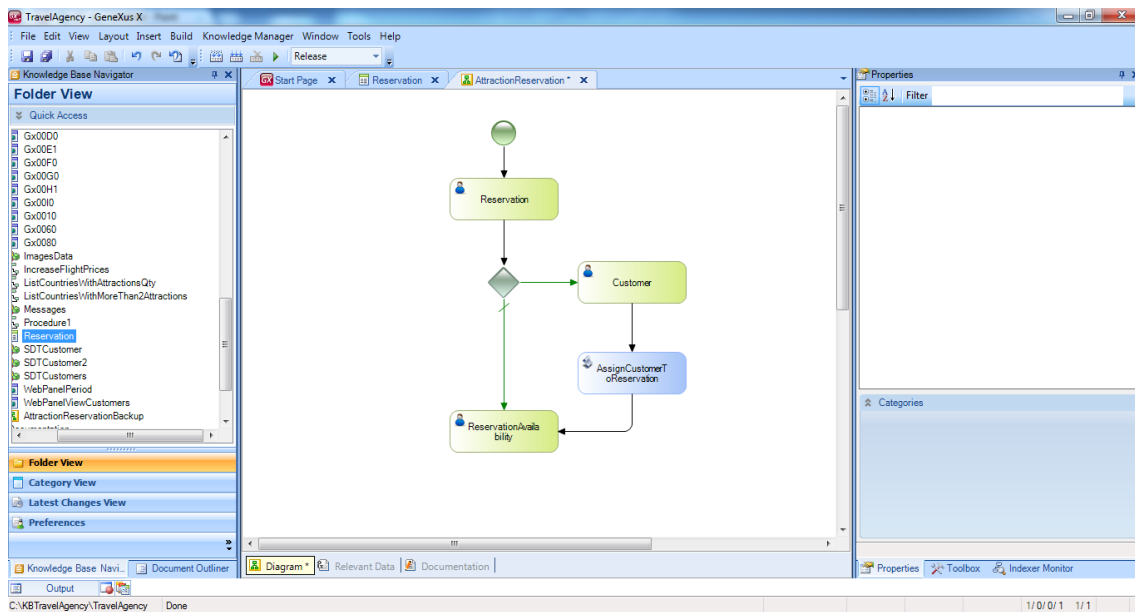 TravelAgency - GeneXus X
File Edit View Layout Insert Build Knowledge Manager Window Tools Help
Release
Knowledge Base Navigator
Folder View
Quick Access
Gx00D0
Gx00E1
Gx00F0
Gx00G0
Gx00H1
Gx00I0
Gx0010
Gx0060
Gx0080
ImagesData
IncreaseFlightPrices
ListCountriesWithAttractionsQty
ListCountriesWithMoreThan2Attractions
Messages
Procedure1
Reservation
SDTCustomer
SDTCustomer2
SDTCustomers
WebPanelPeriod
WebPanelViewCustomers
AttractionReservationBackup
Folder View
Category View
Latest Changes View
Preferences
Knowledge Base Navi... Document Outliner
Start Page Reservation AttractionReservation *
Reservation
Customer
AssignCustomerT
oReservation
ReservationAvaila
bility
Diagram * Relevant Data Documentation
Properties
Filter
Categories
Properties Toolbox Indexer Monitor
Output
C:\KBTravelAgency\TravelAgency Done 1/0/0/1 1/1